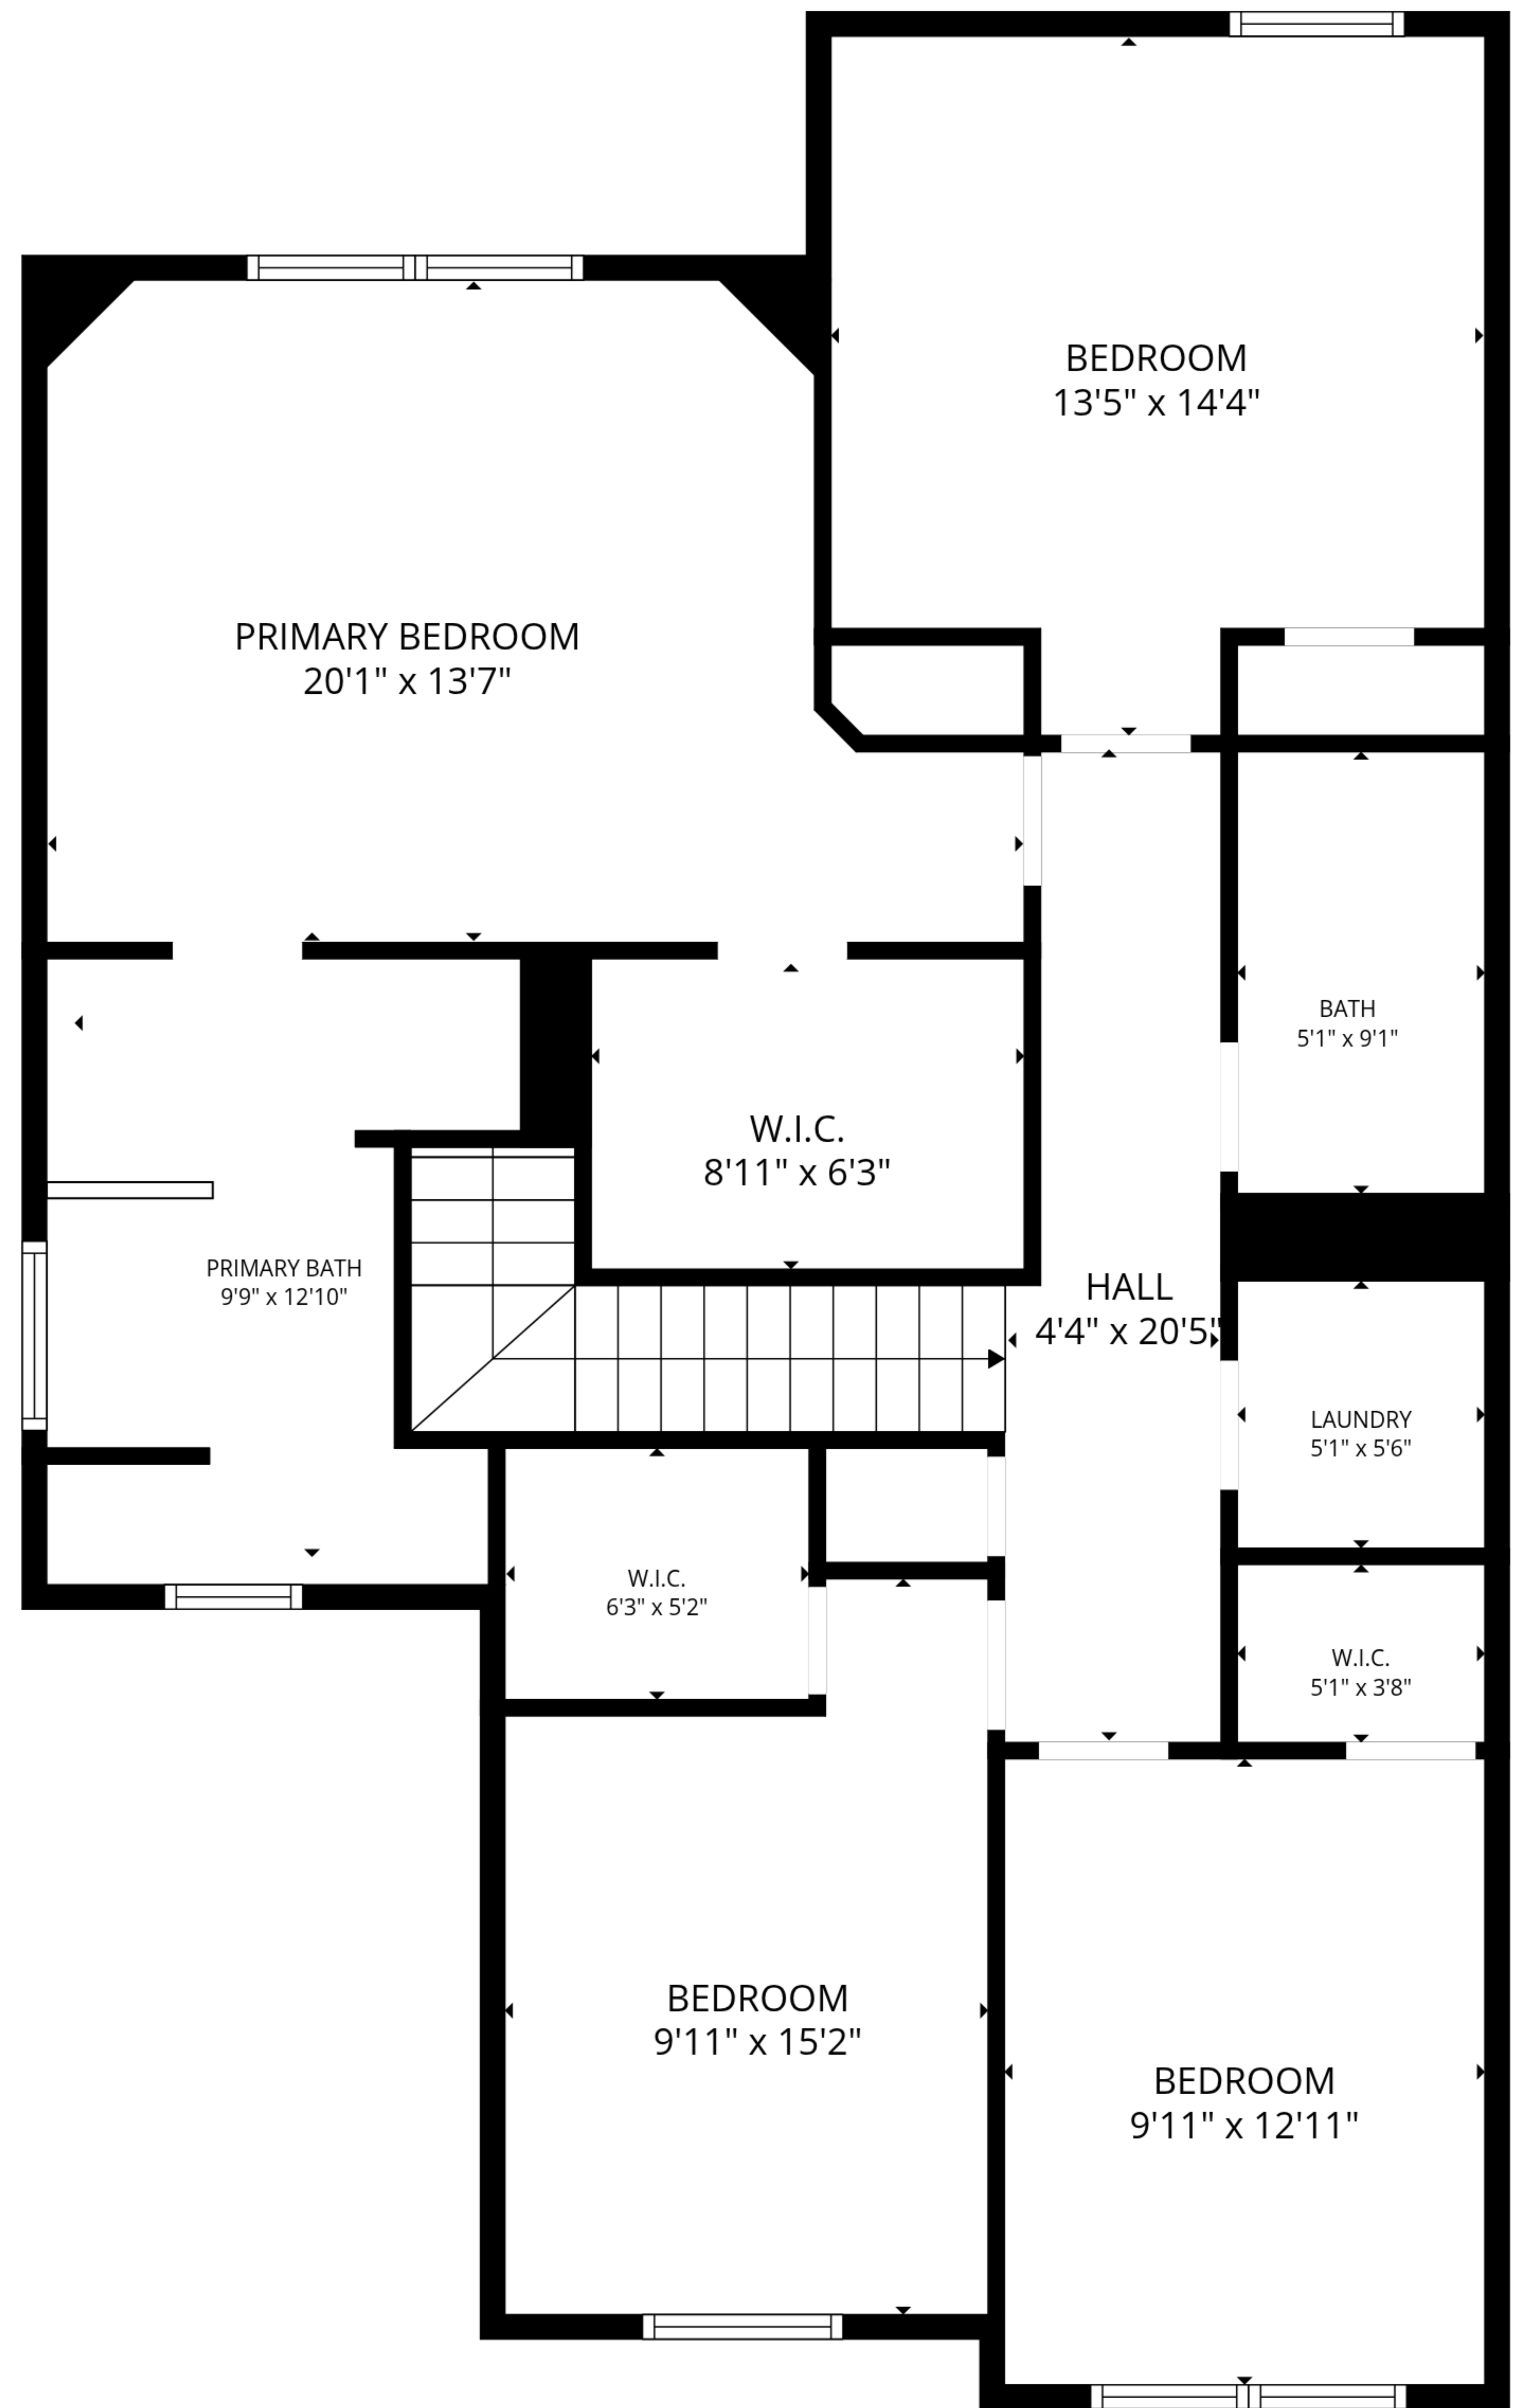 BEDROOM
13'5" x 14'4"
PRIMARY BEDROOM
20'1" x 13'7"
BATH
5'1" x 9'1"
W.I.C.
8'11" x 6'3"
PRIMARY BATH
9'9" x 12'10"
HALL
4'4" x 20'5"
LAUNDRY
5'1" x 5'6"
W.I.C.
6'3" x 5'2"
W.I.C.
5'1" x 3'8"
BEDROOM
9'11" x 15'2"
BEDROOM
9'11" x 12'11"